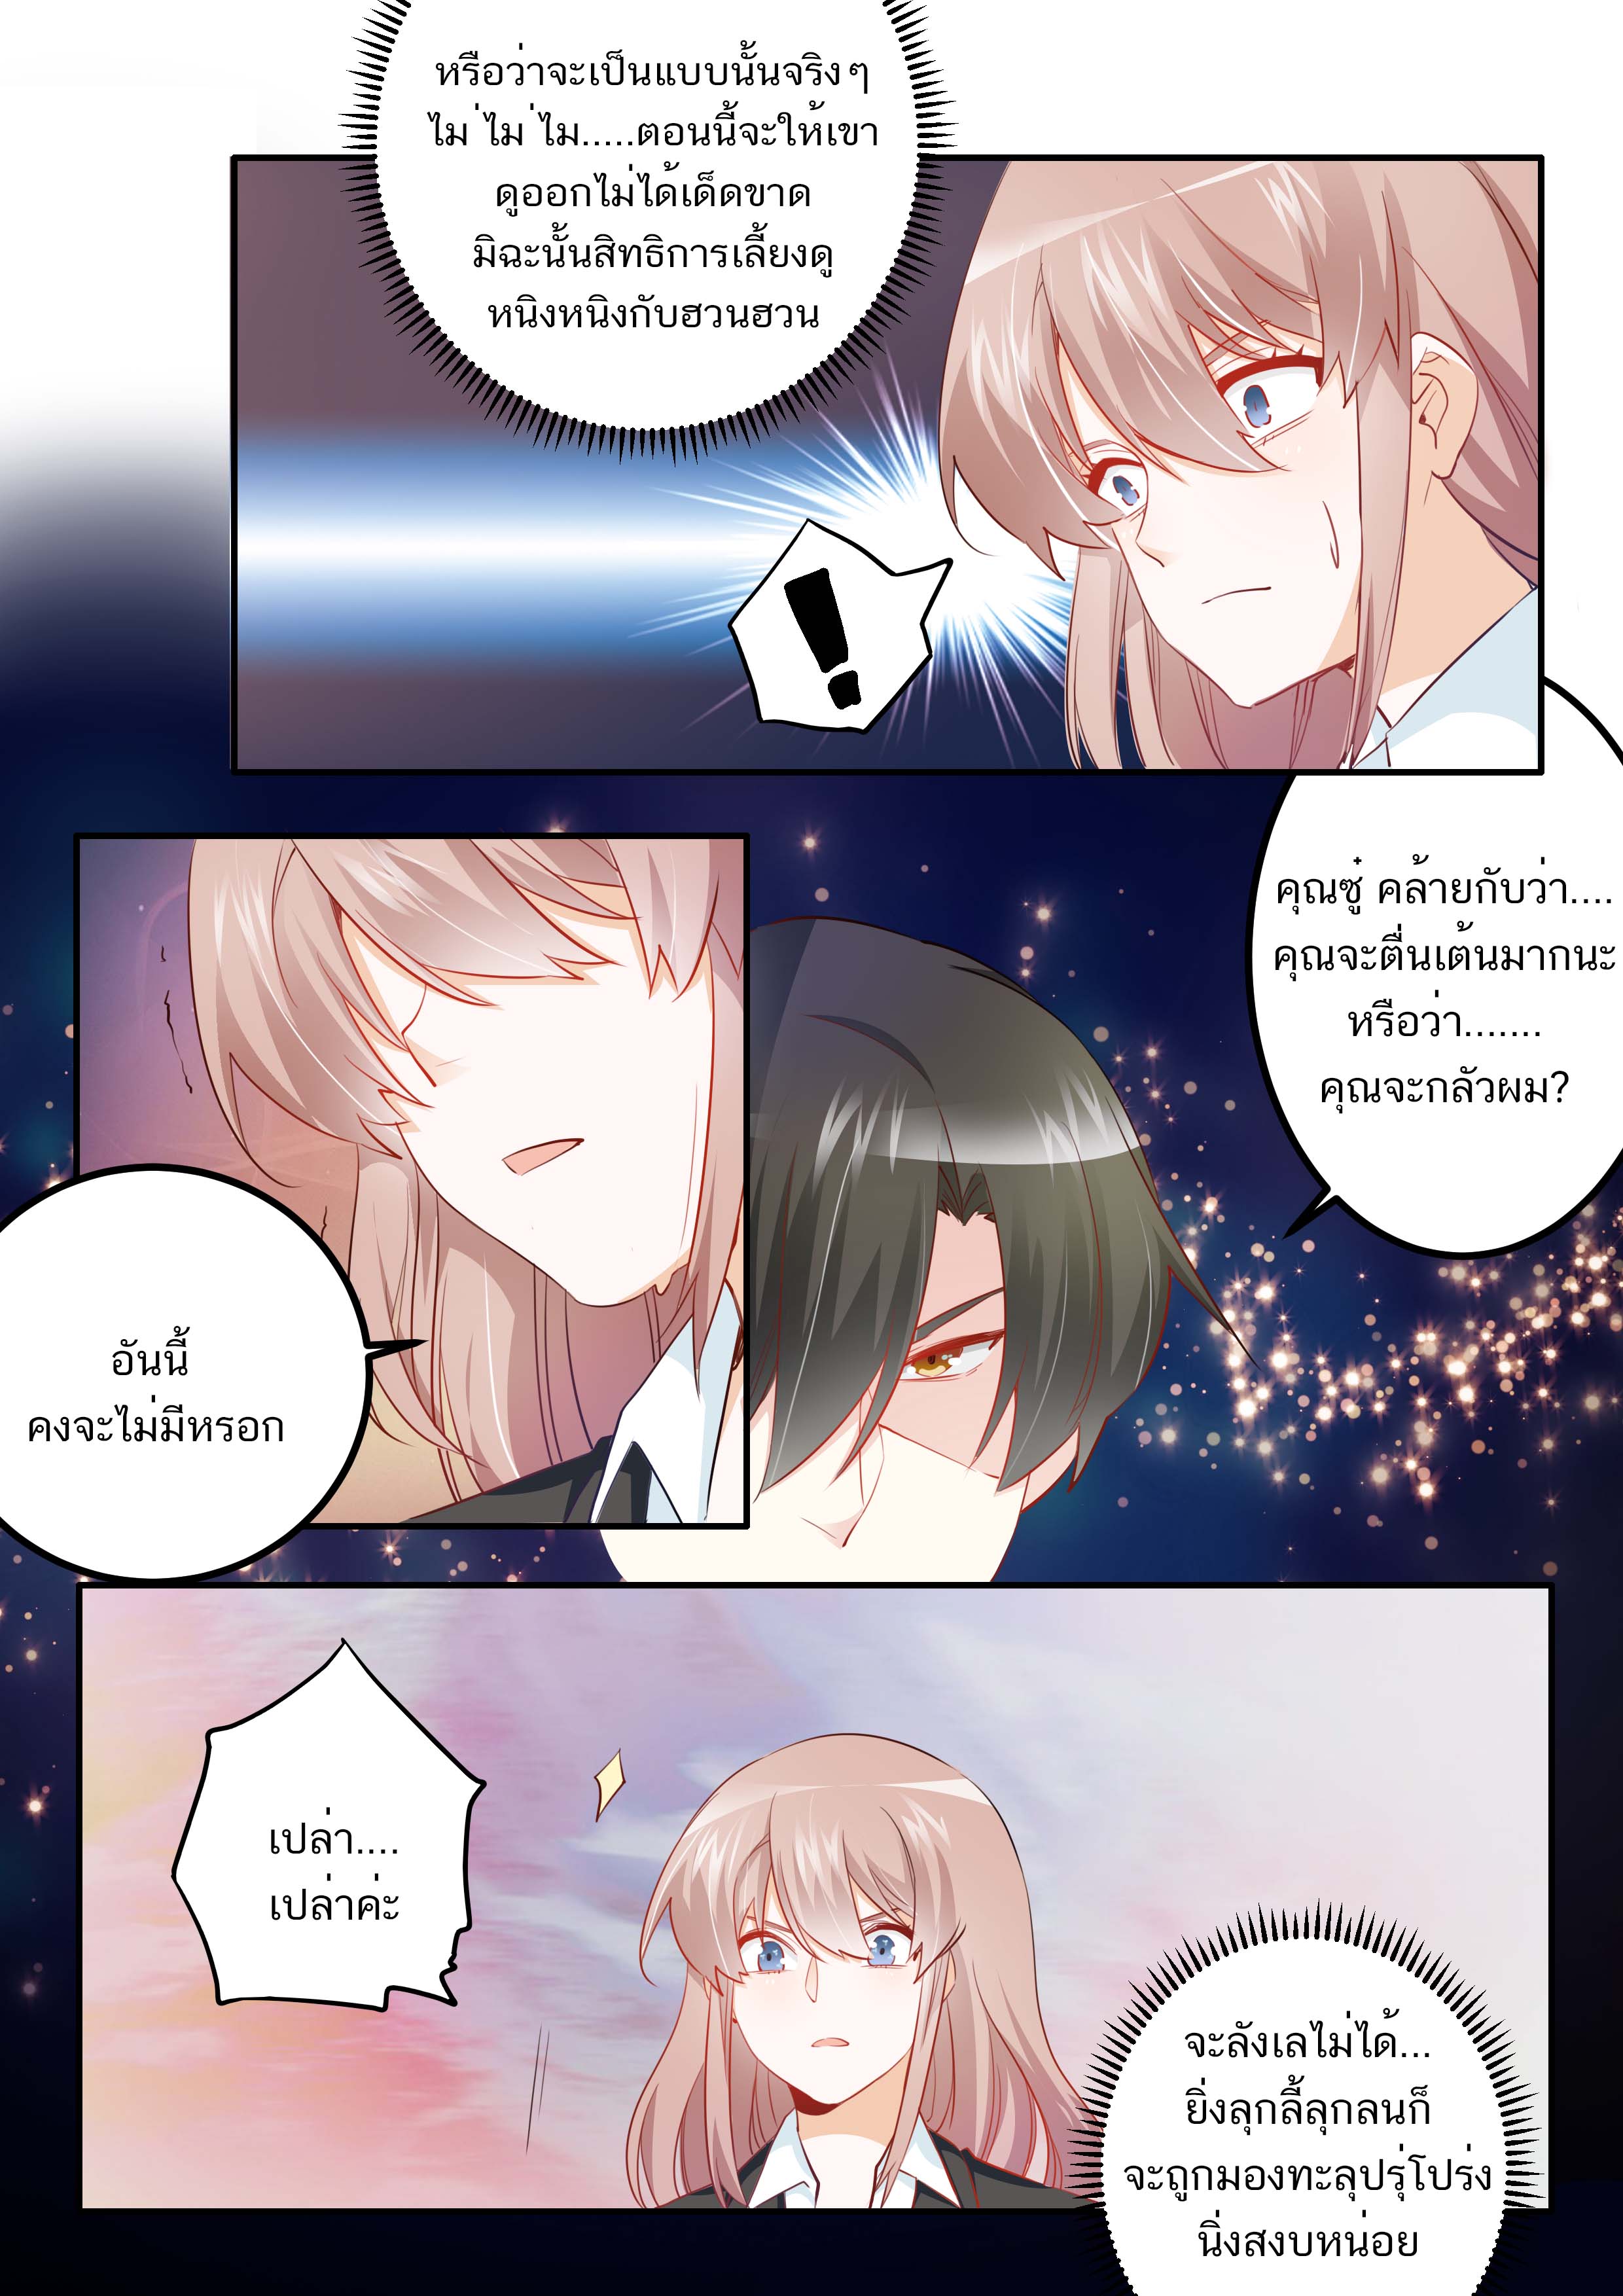 หรือว่าจะเป็นแบบนั้นจริงๆ
ไม่ ไม่ ไม่.....ตอนนี้จะให้เขา
ดูออกไม่ได้เด็ดขาด
มิฉะนั้นสิทธิการเลี้ยงดู
หนิงหนิงกับฮวนฮวน
!
คุณซู๋ คล้ายกับว่า....
คุณจะตื่นเต้นมากนะ
หรือว่า.......
คุณจะกลัวผม?
อันนี้
คงจะไม่มีหรอก
เปล่า....
เปล่าค่ะ
จะลังเลไม่ได้...
ยิ่งลุกลี้ลุกลนก็
จะถูกมองทะลุปรุโปร่ง
นิ่งสงบหน่อย